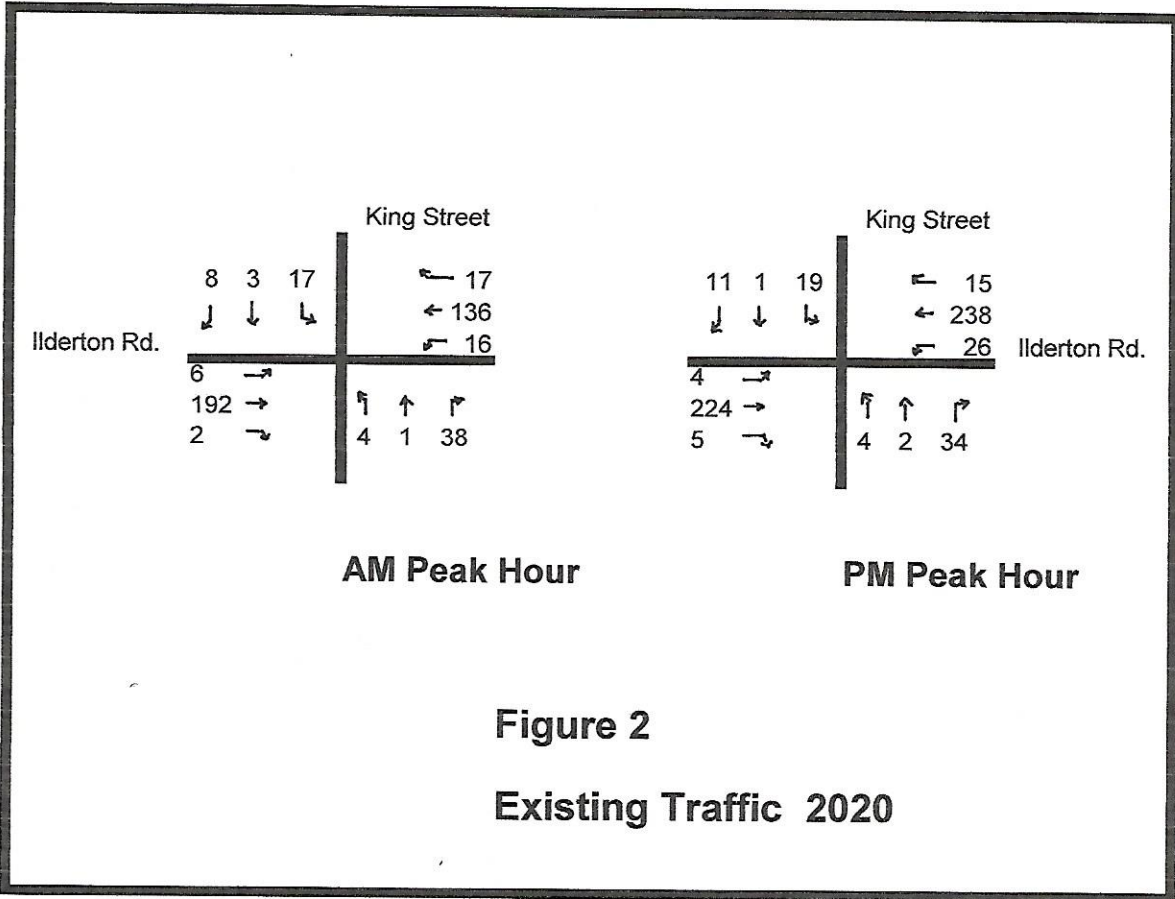 King Street
8 3 17
17
136
16
Ilderton Rd.
6
192
2
4 1 38
AM Peak Hour
King Street
11 1 19
15
238
26
Ilderton Rd.
4
224
5
4 2 34
PM Peak Hour
Figure 2
Existing Traffic 2020